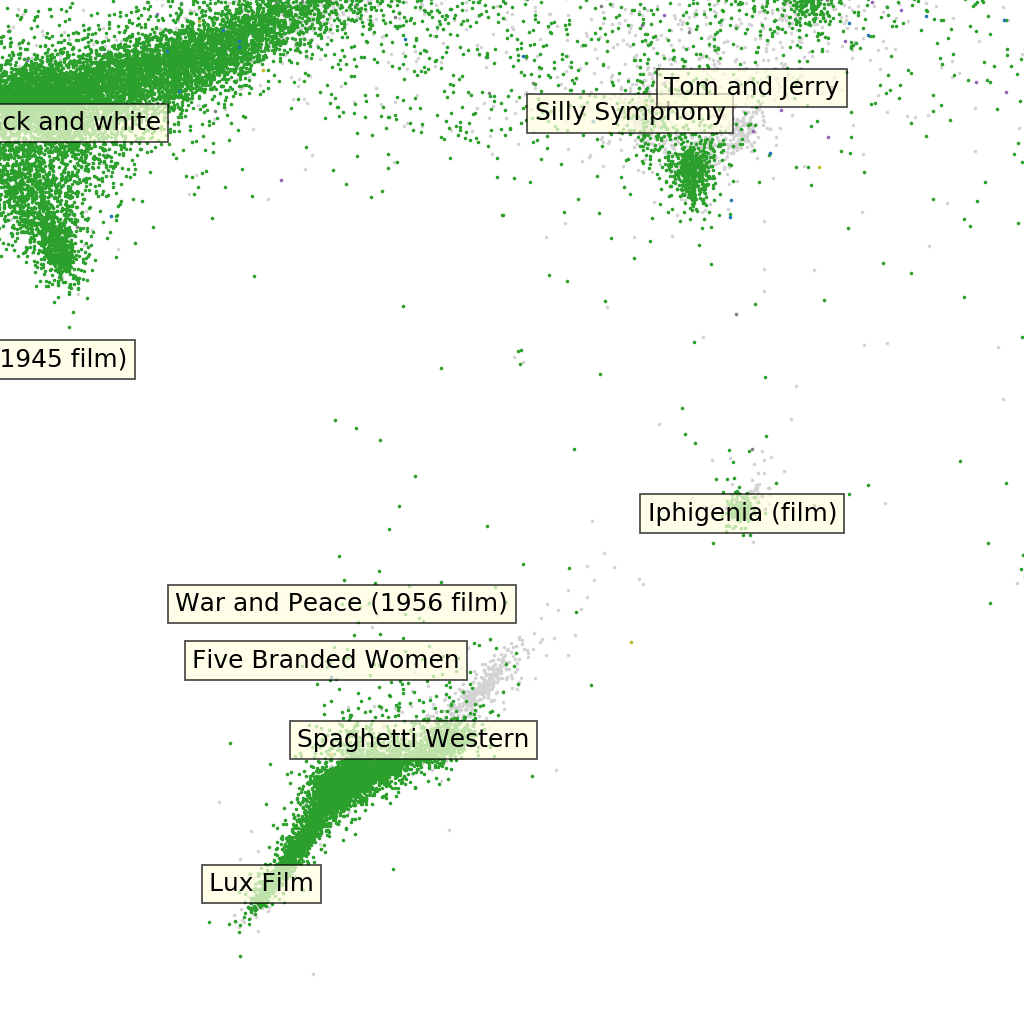 Tom and Jerry
Silly Symphony
ck and white
1945 film)
Iphigenia (film)
War and Peace (1956 film)
Five Branded Women
Spaghetti Western
Lux Film